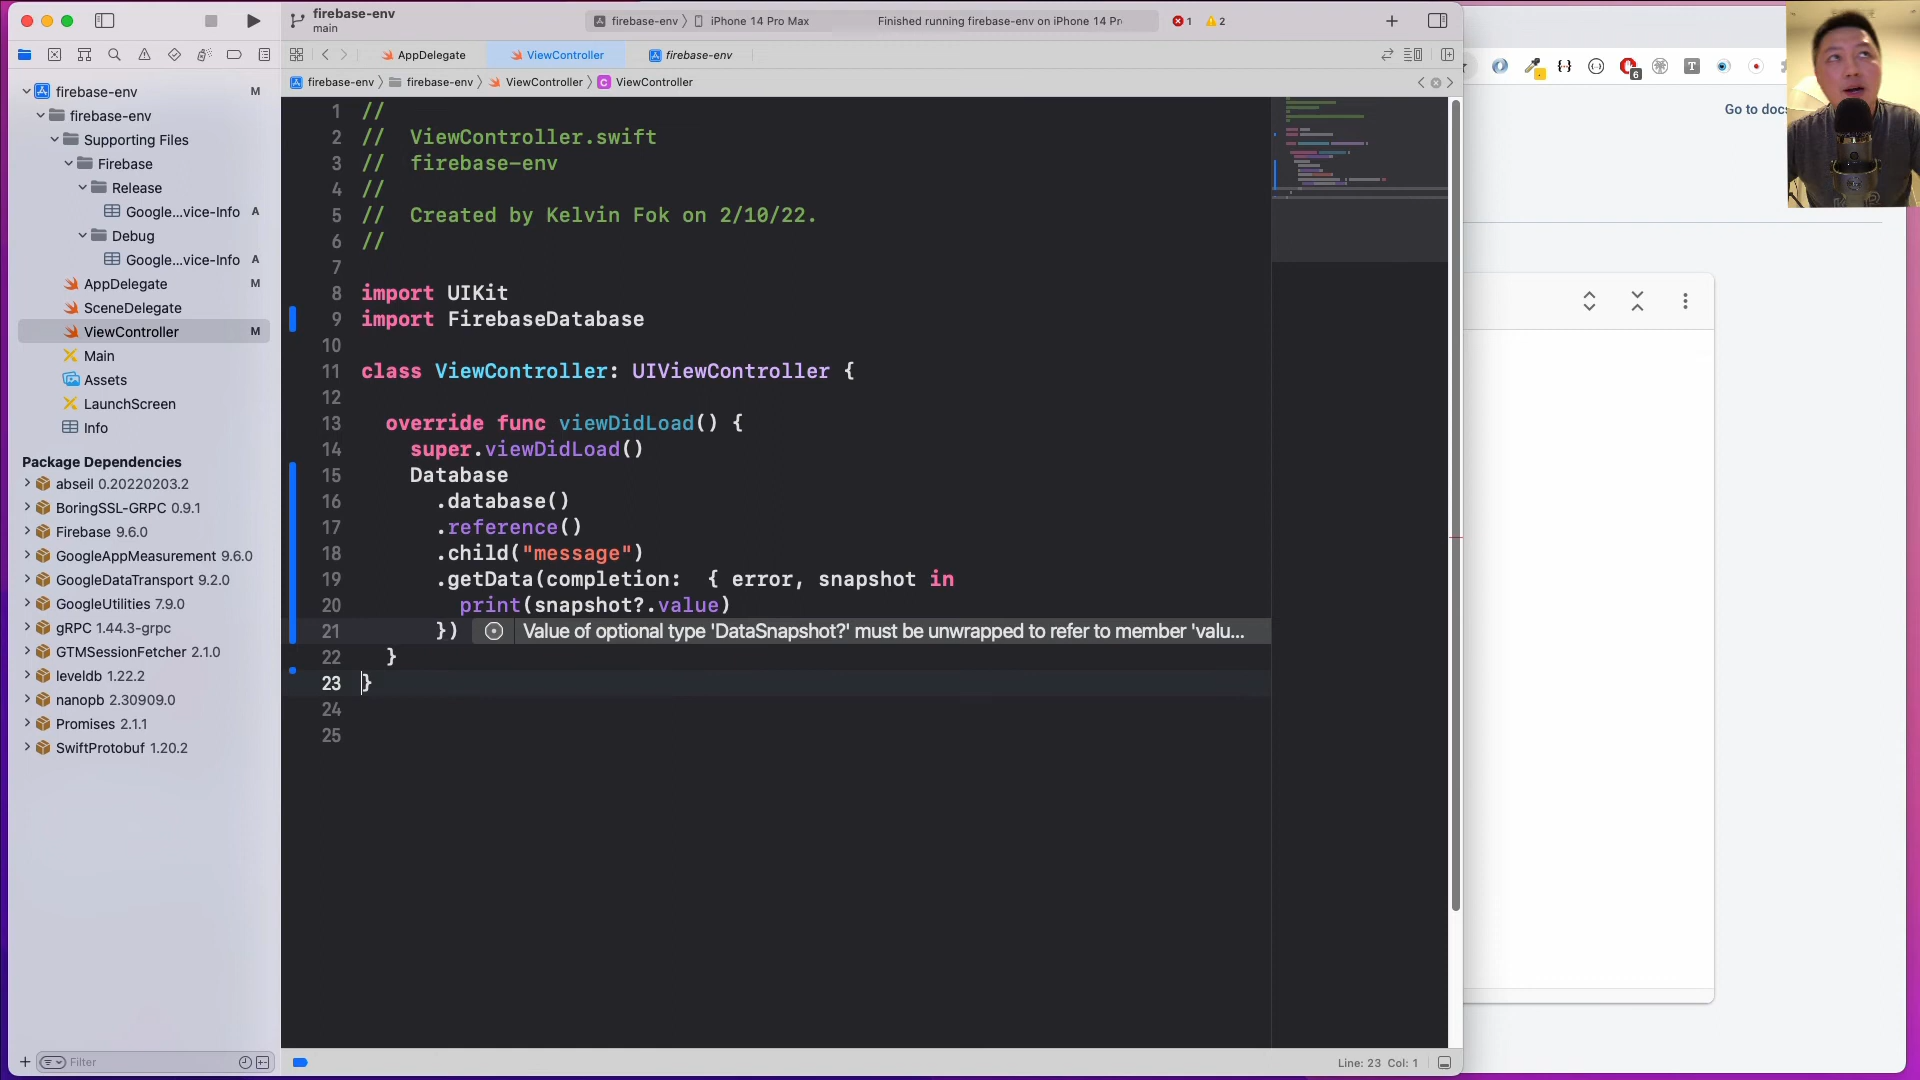 firebase-env
main
firebase-env
iPhone 14 Pro Max
Finished running firebase-env on iPhone 14 Pr
1
2
AppDelegate
ViewController
firebase-env
firebase-env
firebase-env
ViewController
C
ViewController
firebase-env M
firebase-env
Supporting Files
Firebase
Release
Google...vice-Info A
Debug
Google...vice-Info A
AppDelegate M
SceneDelegate
ViewController M
Main
Assets
LaunchScreen
Info
Package Dependencies
abseil 0.20220203.2
BoringSSL-GRPC 0.9.1
Firebase 9.6.0
GoogleAppMeasurement 9.6.0
GoogleDataTransport 9.2.0
GoogleUtilities 7.9.0
gRPC 1.44.3-grpc
GTMSessionFetcher 2.1.0
leveldb 1.22.2
nanopb 2.30909.0
Promises 2.1.1
SwiftProtobuf 1.20.2
Filter
1 //
2 //  ViewController.swift
3 //  firebase-env
4 //
5 //  Created by Kelvin Fok on 2/10/22.
6 //
7
8 import UIKit
9 import FirebaseDatabase
10
11 class ViewController: UIViewController {
12
13   override func viewDidLoad() {
14     super.viewDidLoad()
15     Database
16       .database()
17       .reference()
18       .child("message")
19       .getData(completion:  { error, snapshot in
20         print(snapshot?.value)
21       }) Value of optional type 'DataSnapshot?' must be unwrapped to refer to member 'valu...
22   }
23 }
24
25
Line: 23 Col: 1
6
T
Go to docs